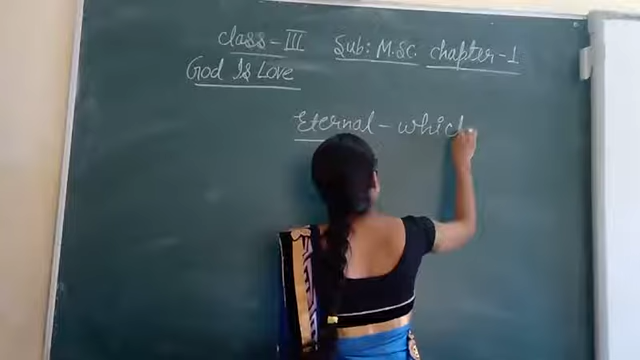 Class - III Sub: M.Sc. chapter - 1
God Is Love
Eternal - which